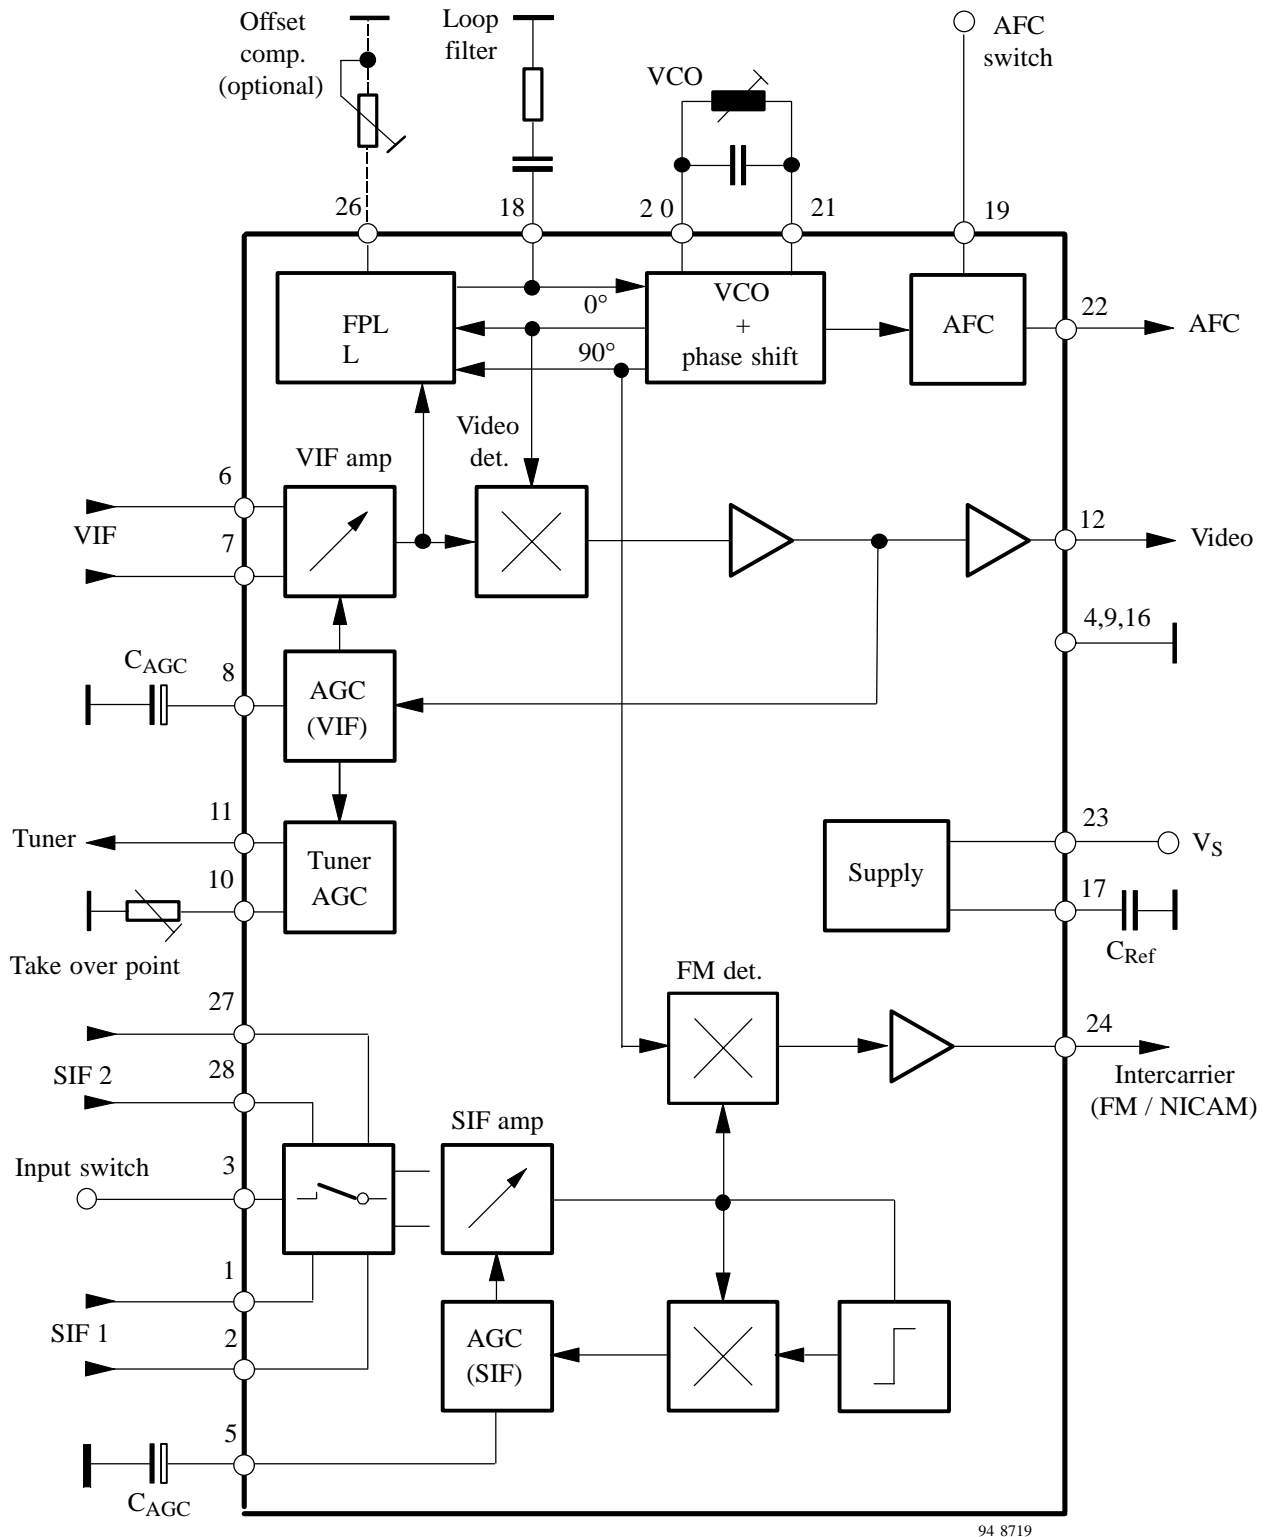 Offset
comp.
(optional)
Loop
filter
VCO
AFC
switch
26
18
2 0
21
19
FPL
L
0°
90°
VCO
+
phase shift
AFC
22
AFC
Video
det.
VIF amp
6
VIF
7
12
Video
4,9,16
CAGC
8
AGC
(VIF)
11
Tuner
10
Tuner
AGC
Take over point
Supply
23
VS
17
CRef
27
SIF 2
28
FM det.
24
Intercarrier
(FM / NICAM)
SIF amp
Input switch
3
1
SIF 1
2
AGC
(SIF)
5
CAGC
94 8719